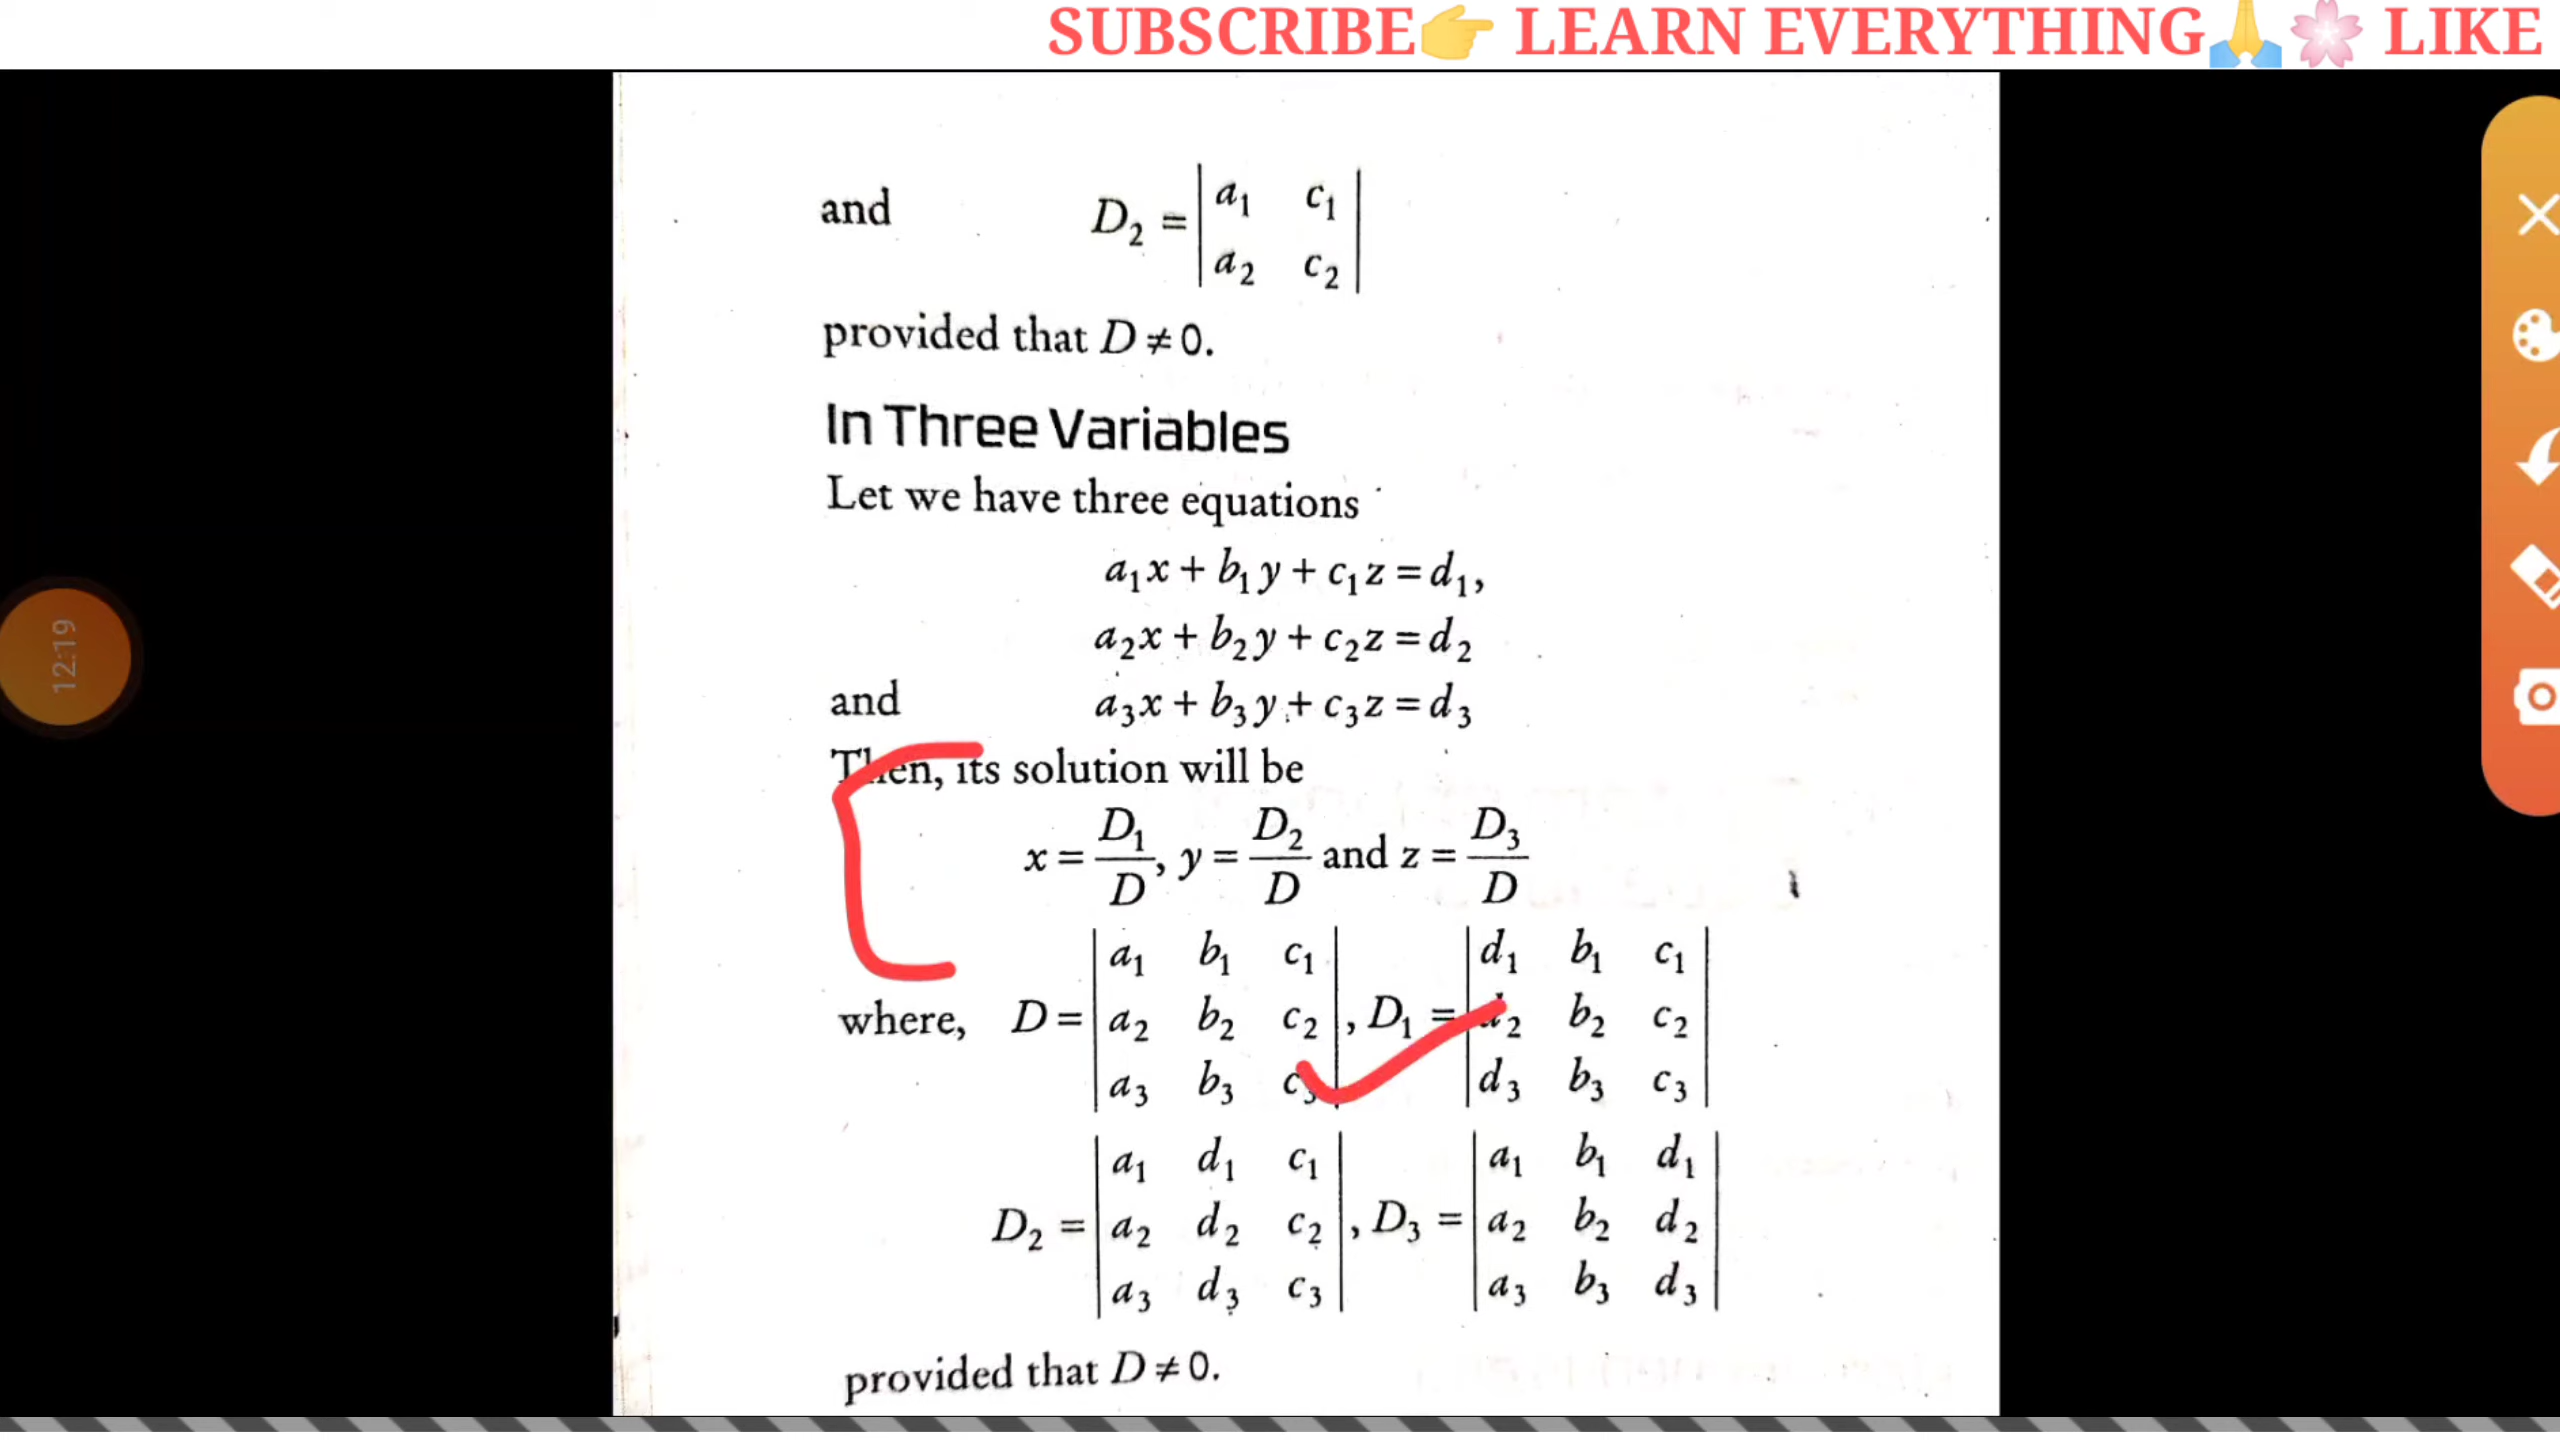 SUBSCRIBE👉 LEARN EVERYTHING🙏🌸 LIKE
and D₂ = | a₁ c₁ |
| a₂ c₂ |
provided that D ≠ 0.
In Three Variables
Let we have three equations
a₁x + b₁y + c₁z = d₁,
a₂x + b₂y + c₂z = d₂
and a₃x + b₃y + c₃z = d₃
Then, its solution will be
x = D₁/D, y = D₂/D and z = D₃/D
| a₁ b₁ c₁ | | d₁ b₁ c₁ |
where, D = | a₂ b₂ c₂ |, D₁ = | d₂ b₂ c₂ |
| a₃ b₃ c₃ | | d₃ b₃ c₃ |
| a₁ d₁ c₁ | | a₁ b₁ d₁ |
D₂ = | a₂ d₂ c₂ |, D₃ = | a₂ b₂ d₂ |
| a₃ d₃ c₃ | | a₃ b₃ d₃ |
provided that D ≠ 0.
12:19